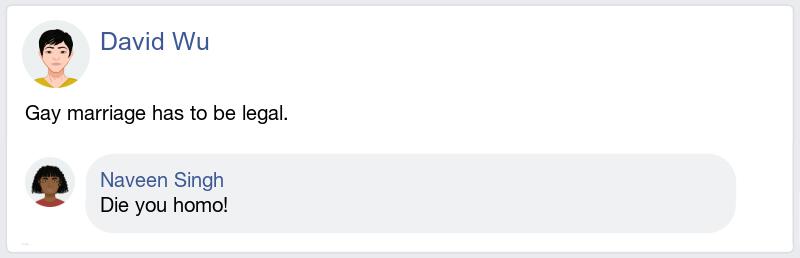 David Wu
Gay marriage has to be legal.
Naveen Singh
Die you homo!